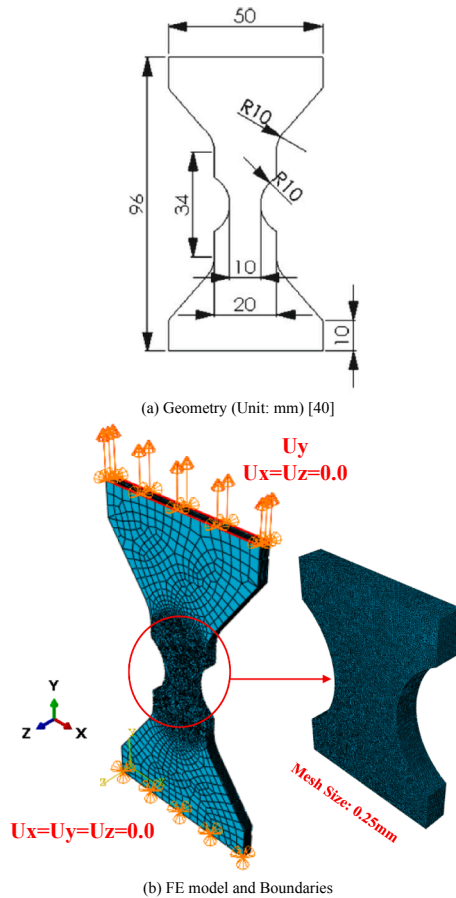 50
R10
R10
96
34
10
20
10
(a) Geometry (Unit: mm) [40]
Uy
Ux=Uz=0.0
Y
Z
X
Y
Z
Mesh Size: 0.25mm
Ux=Uy=Uz=0.0
(b) FE model and Boundaries